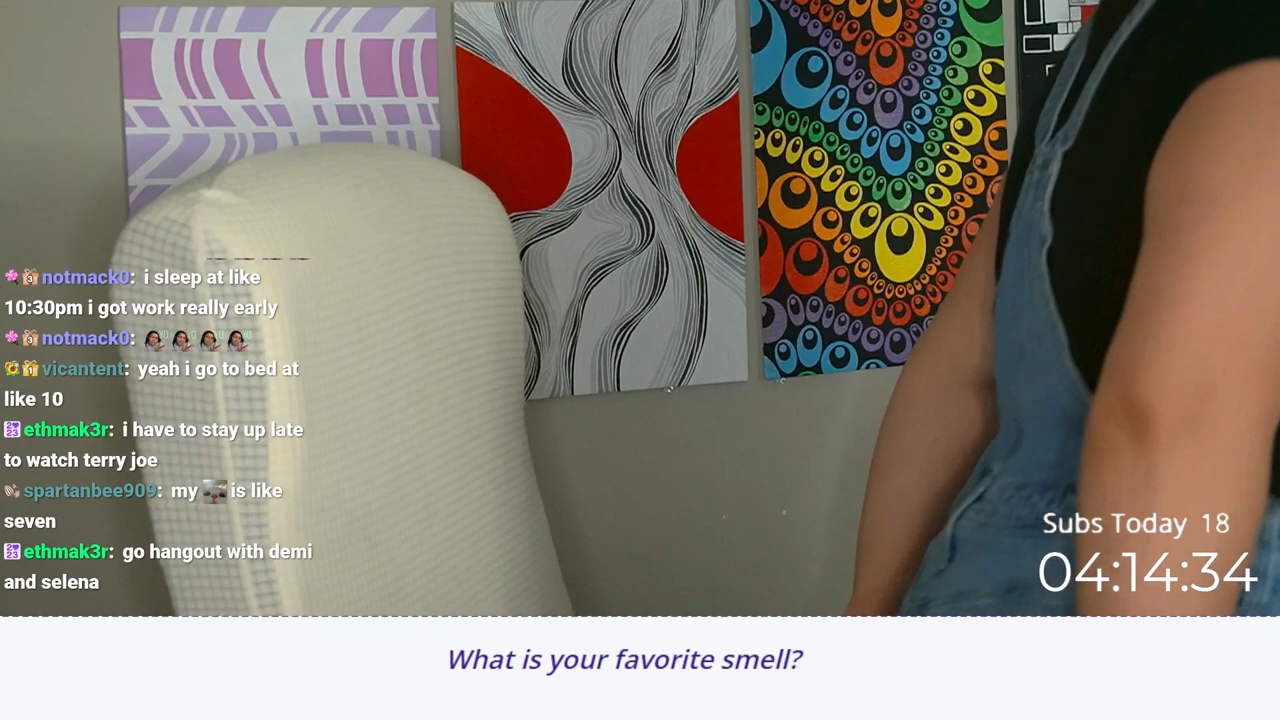 notmack0: i sleep at like
10:30pm i got work really early
notmack0:
vicantent: yeah i go to bed at
like 10
ethmak3r: i have to stay up late
to watch terry joe
spartanbee909: my is like
seven
ethmak3r: go hangout with demi
and selena
Subs Today 18
04:14:34
What is your favorite smell?